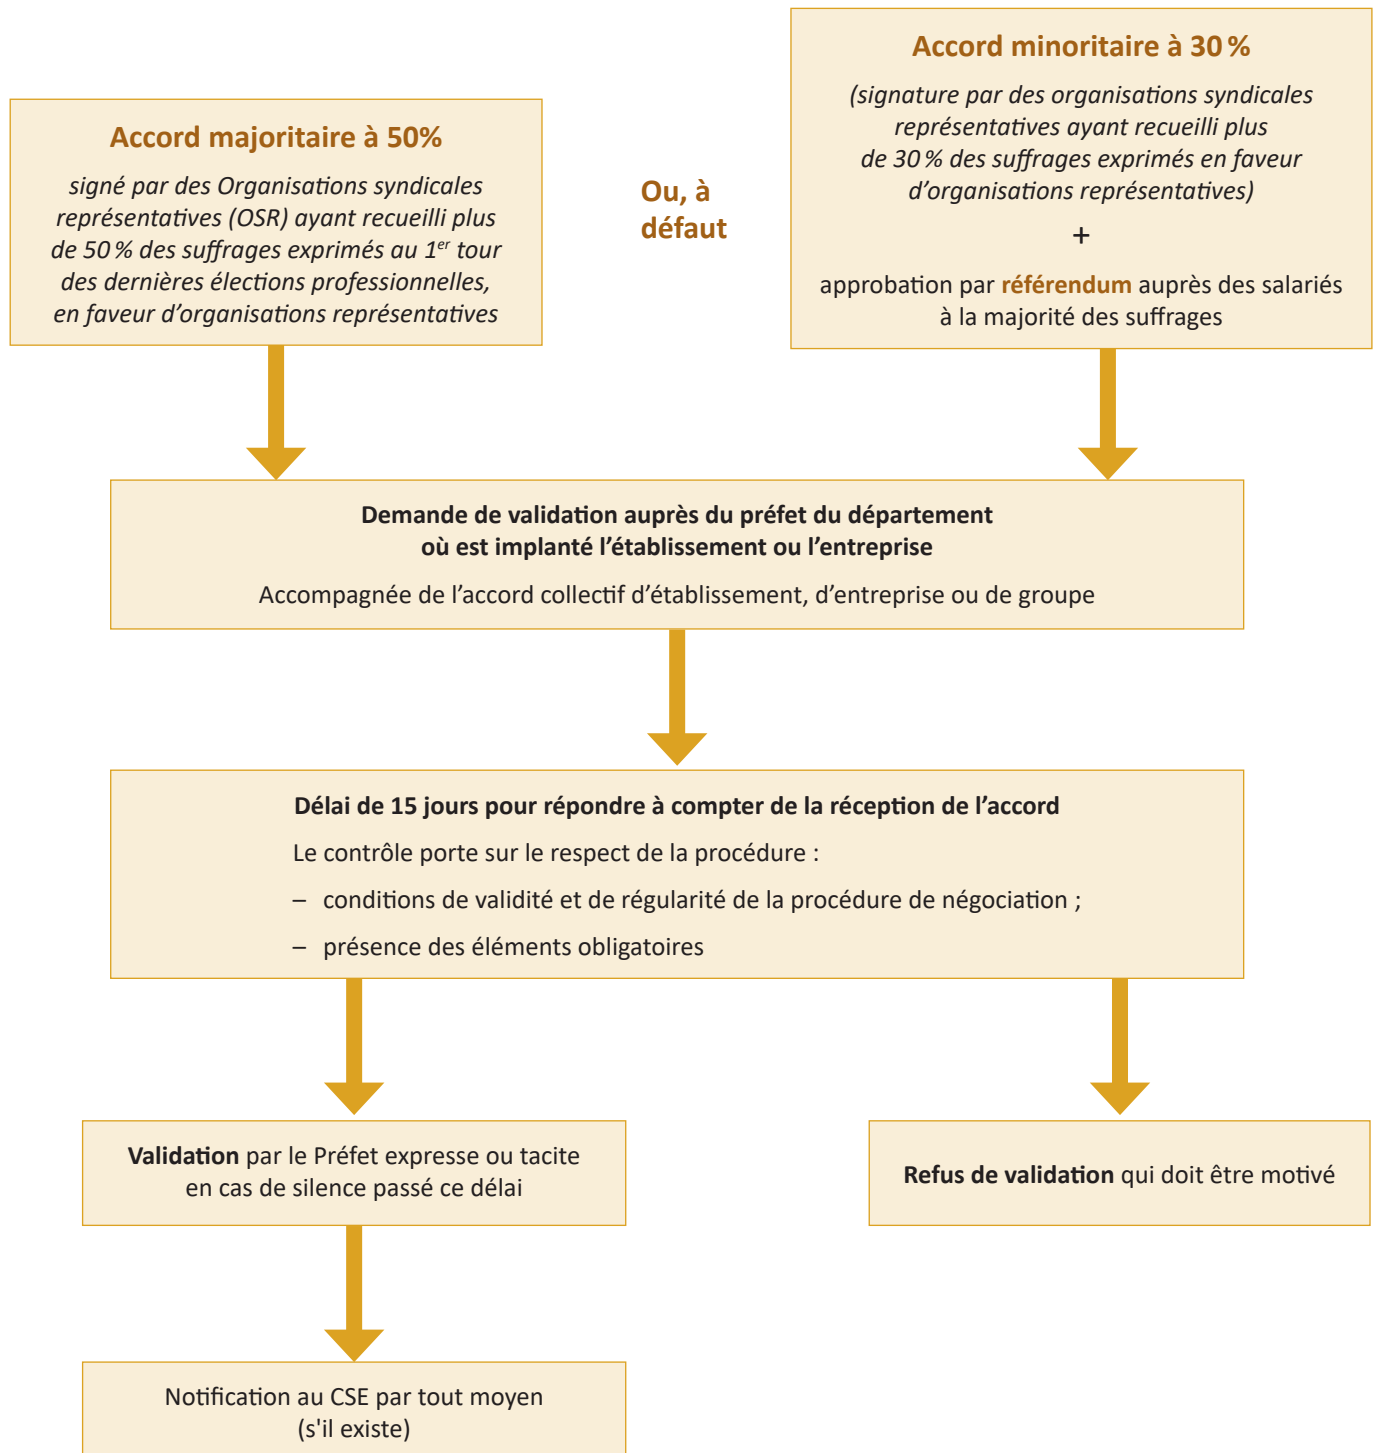 Accord majoritaire à 50%
signé par des Organisations syndicales
représentatives (OSR) ayant recueilli plus
de 50 % des suffrages exprimés au 1er tour
des dernières élections professionnelles,
en faveur d’organisations représentatives
Ou, à
défaut
Accord minoritaire à 30 %
(signature par des organisations syndicales
représentatives ayant recueilli plus
de 30 % des suffrages exprimés en faveur
d’organisations représentatives)
+
approbation par référendum auprès des salariés
à la majorité des suffrages
Demande de validation auprès du préfet du département
où est implanté l’établissement ou l’entreprise
Accompagnée de l’accord collectif d’établissement, d’entreprise ou de groupe
Délai de 15 jours pour répondre à compter de la réception de l’accord
Le contrôle porte sur le respect de la procédure :
– conditions de validité et de régularité de la procédure de négociation ;
– présence des éléments obligatoires
Validation par le Préfet expresse ou tacite
en cas de silence passé ce délai
Refus de validation qui doit être motivé
Notification au CSE par tout moyen
(s'il existe)